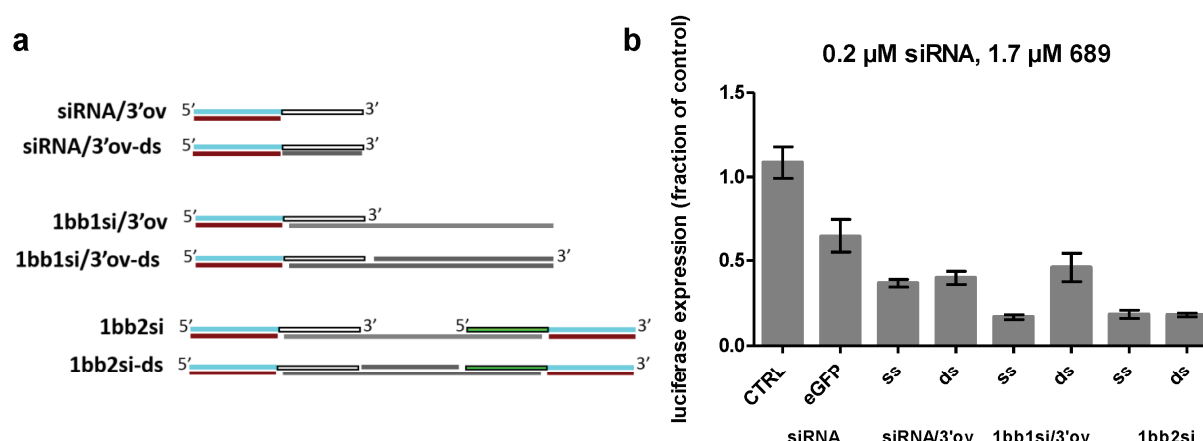 a
siRNA/3'ov 5' 3'
siRNA/3'ov-ds 5' 3'
1bb1si/3'ov 5' 3'
1bb1si/3'ov-ds 5' 3'
1bb2si 5' 3' 5' 3'
1bb2si-ds 5' 3'
b
0.2 µM siRNA, 1.7 µM 689
luciferase expression (fraction of control)
1.5
1.0
0.5
0.0
CTRL eGFP ss ds ss ds ss ds
siRNA siRNA/3'ov 1bb1si/3'ov 1bb2si